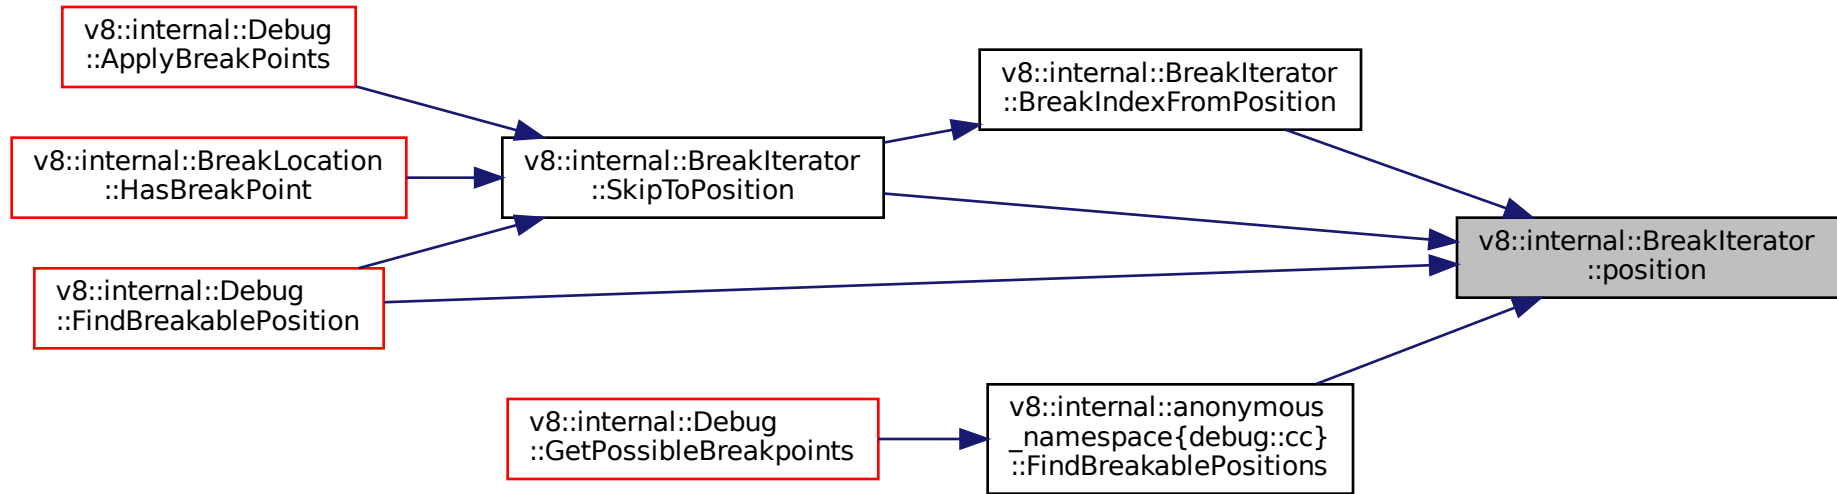 v8::internal::Debug
::ApplyBreakPoints
v8::internal::BreakLocation
::HasBreakPoint
v8::internal::Debug
::FindBreakablePosition
v8::internal::BreakIterator
::SkipToPosition
v8::internal::Debug
::GetPossibleBreakpoints
v8::internal::BreakIterator
::BreakIndexFromPosition
v8::internal::anonymous
_namespace{debug::cc}
::FindBreakablePositions
v8::internal::BreakIterator
::position